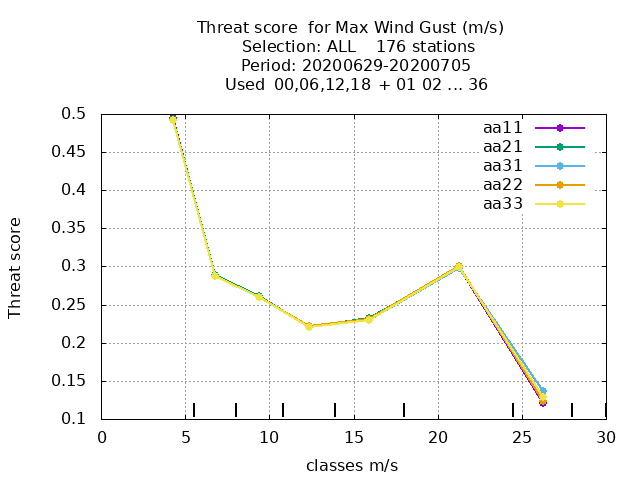 Threat score  for Max Wind Gust (m/s)
Selection: ALL    176 stations
Period: 20200629-20200705
Used  00,06,12,18 + 01 02 ... 36
0.5
0.45
0.4
0.35
0.3
0.25
0.2
0.15
0.1
Threat score
aa11
aa21
aa31
aa22
aa33
0 5 10 15 20 25 30
classes m/s